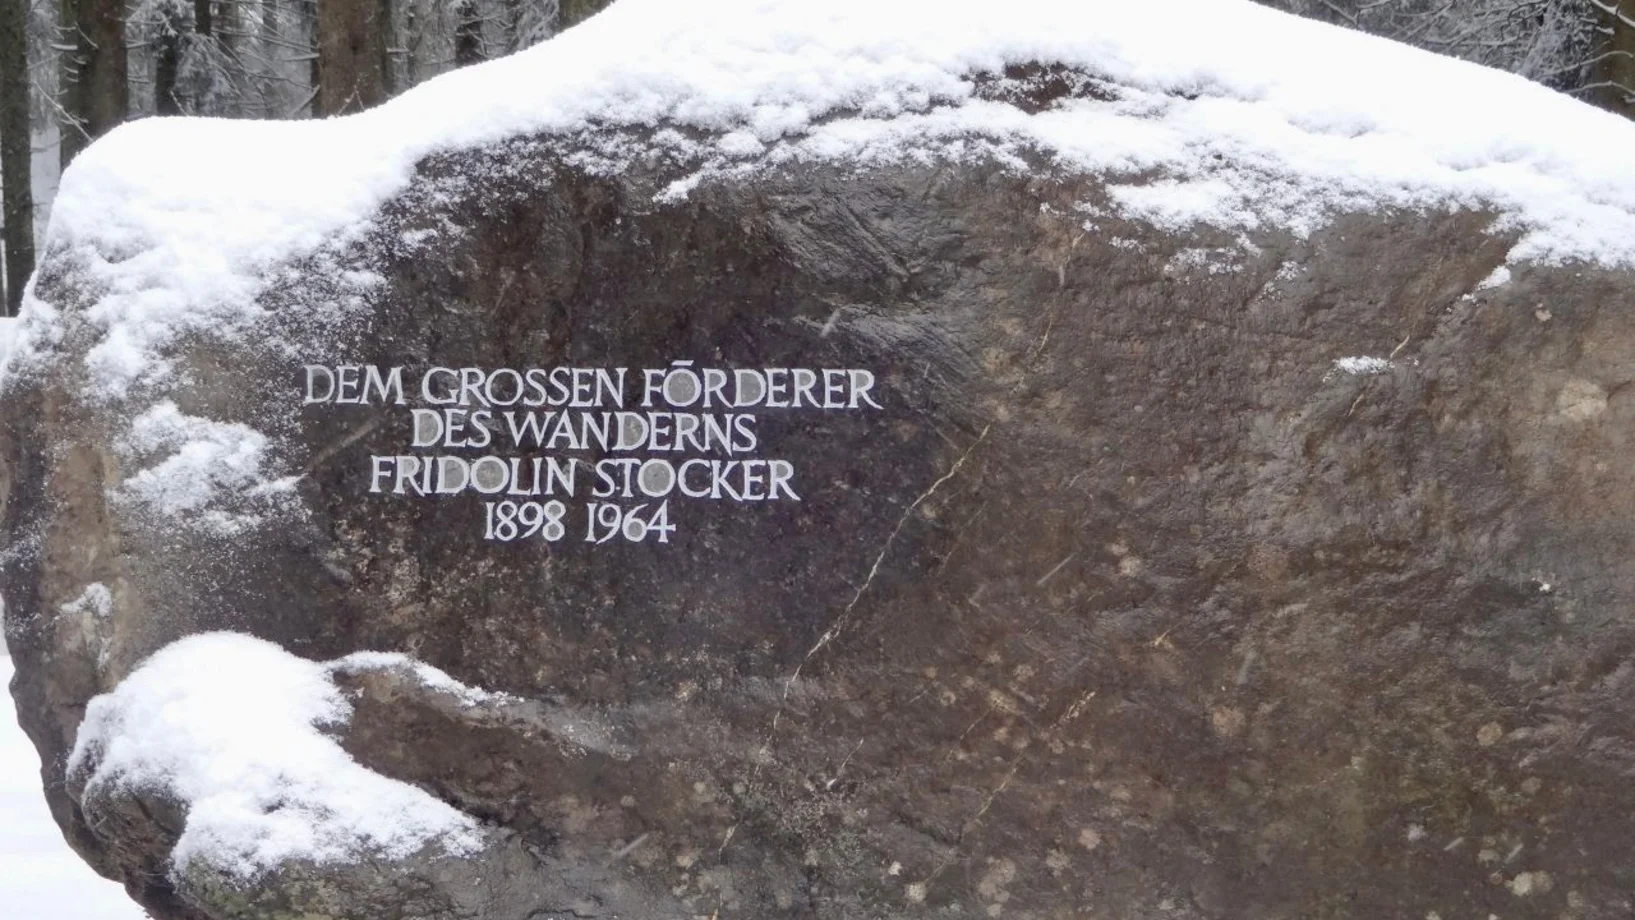 DEM GROSSEN FŌRDERER
DES WANDERNS
FRIDOLIN STOCKER
1898 1964